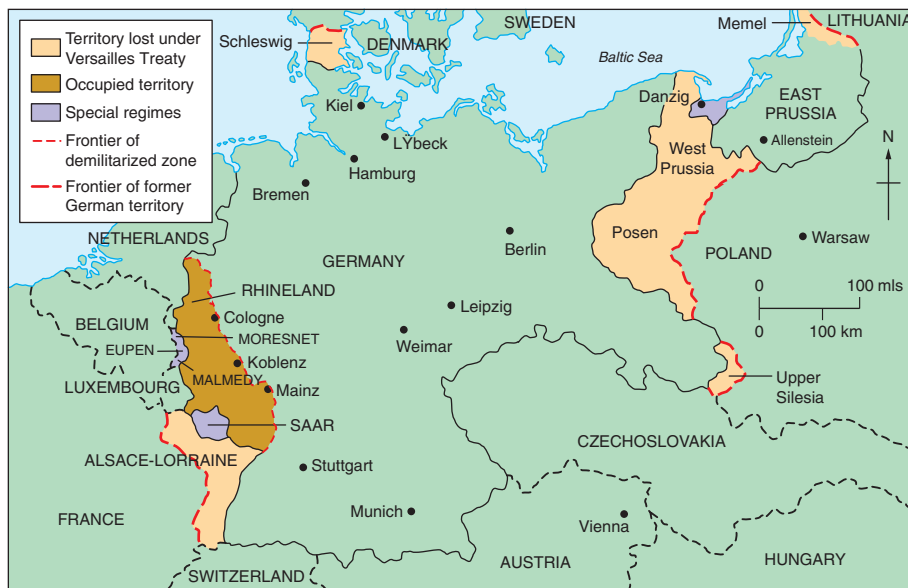 Territory lost under
Versailles Treaty
Occupied territory
Special regimes
Frontier of
demilitarized zone
Frontier of former
German territory
SWEDEN
Memel
LITHUANIA
Schleswig
DENMARK
Baltic Sea
Kiel
Danzig
EAST
PRUSSIA
LŸbeck
Allenstein
N
West
Prussia
Hamburg
Bremen
NETHERLANDS
Berlin
Posen
Warsaw
POLAND
GERMANY
0 100 mls
0 100 km
RHINELAND
Leipzig
Cologne
BELGIUM
MORESNET
Weimar
EUPEN
Koblenz
MALMEDY
LUXEMBOURG
Mainz
Upper
Silesia
SAAR
CZECHOSLOVAKIA
ALSACE-LORRAINE
Stuttgart
FRANCE
Munich
Vienna
AUSTRIA
HUNGARY
SWITZERLAND